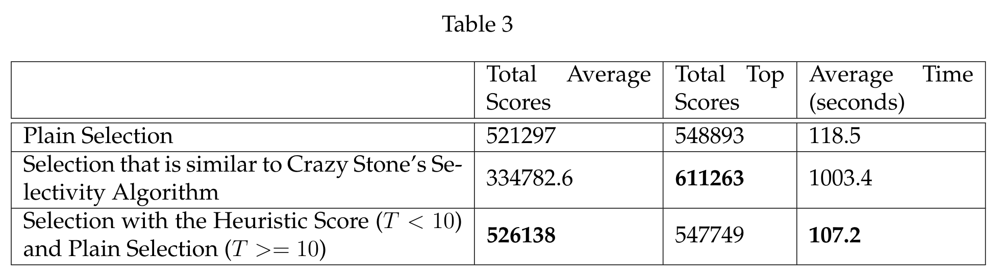 Table 3
Total Average Scores
Total Top Scores
Average Time (seconds)
Plain Selection
521297
548893
118.5
Selection that is similar to Crazy Stone's Se-
lectivity Algorithm
334782.6
611263
1003.4
Selection with the Heuristic Score (T < 10)
and Plain Selection (T >= 10)
526138
547749
107.2